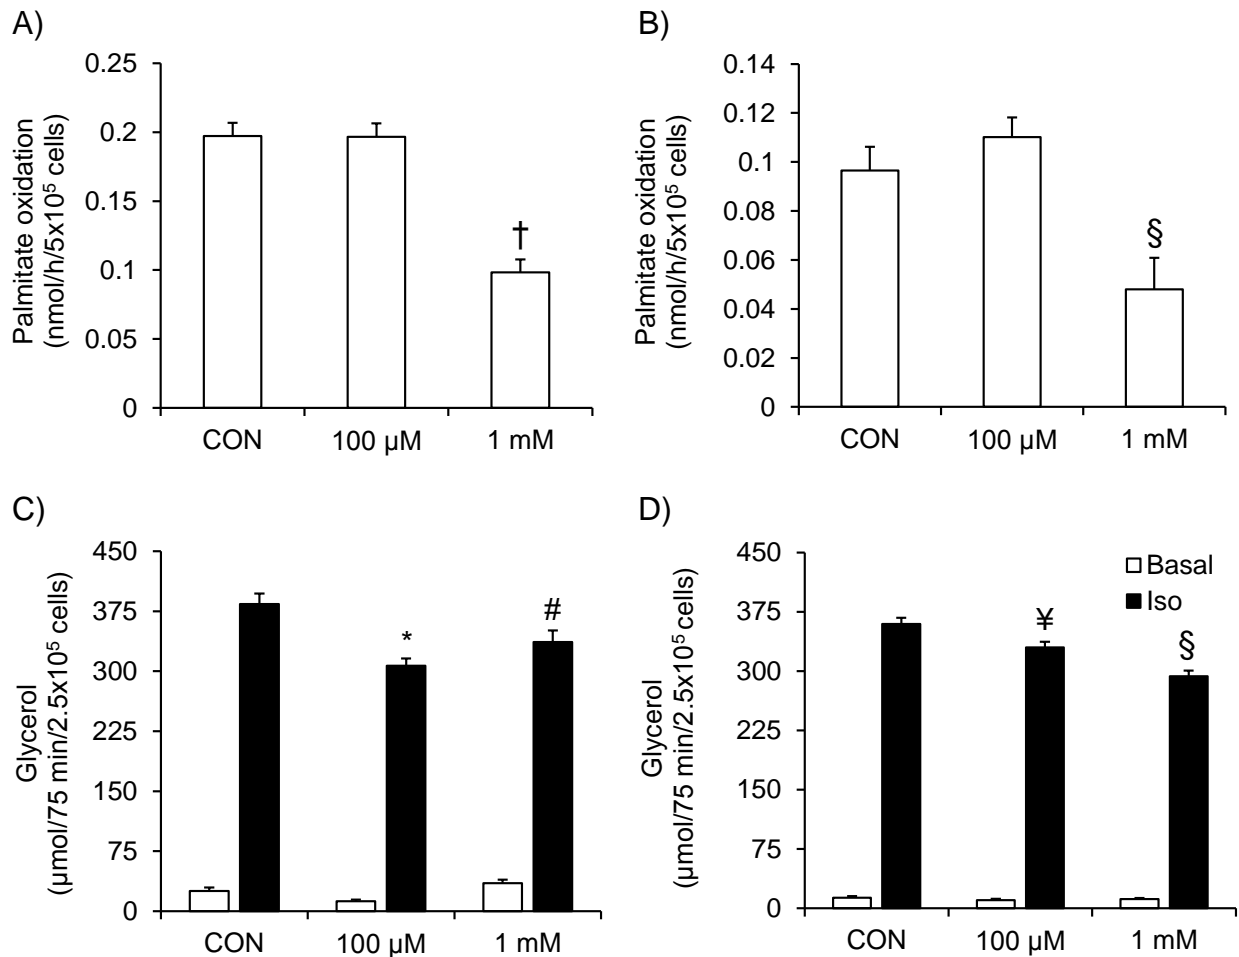 A)
Palmitate oxidation
(nmol/h/5x10⁵ cells)
0.25
0.2
0.15
0.1
0.05
0
†
CON
100 µM
1 mM
B)
Palmitate oxidation
(nmol/h/5x10⁵ cells)
0.14
0.12
0.1
0.08
0.06
0.04
0.02
0
§
CON
100 µM
1 mM
C)
Glycerol
(µmol/75 min/2.5x10⁵ cells)
450
375
300
225
150
75
0
*
#
CON
100 µM
1 mM
D)
Glycerol
(µmol/75 min/2.5x10⁵ cells)
450
375
300
225
150
75
0
Basal
Iso
¥
§
CON
100 µM
1 mM